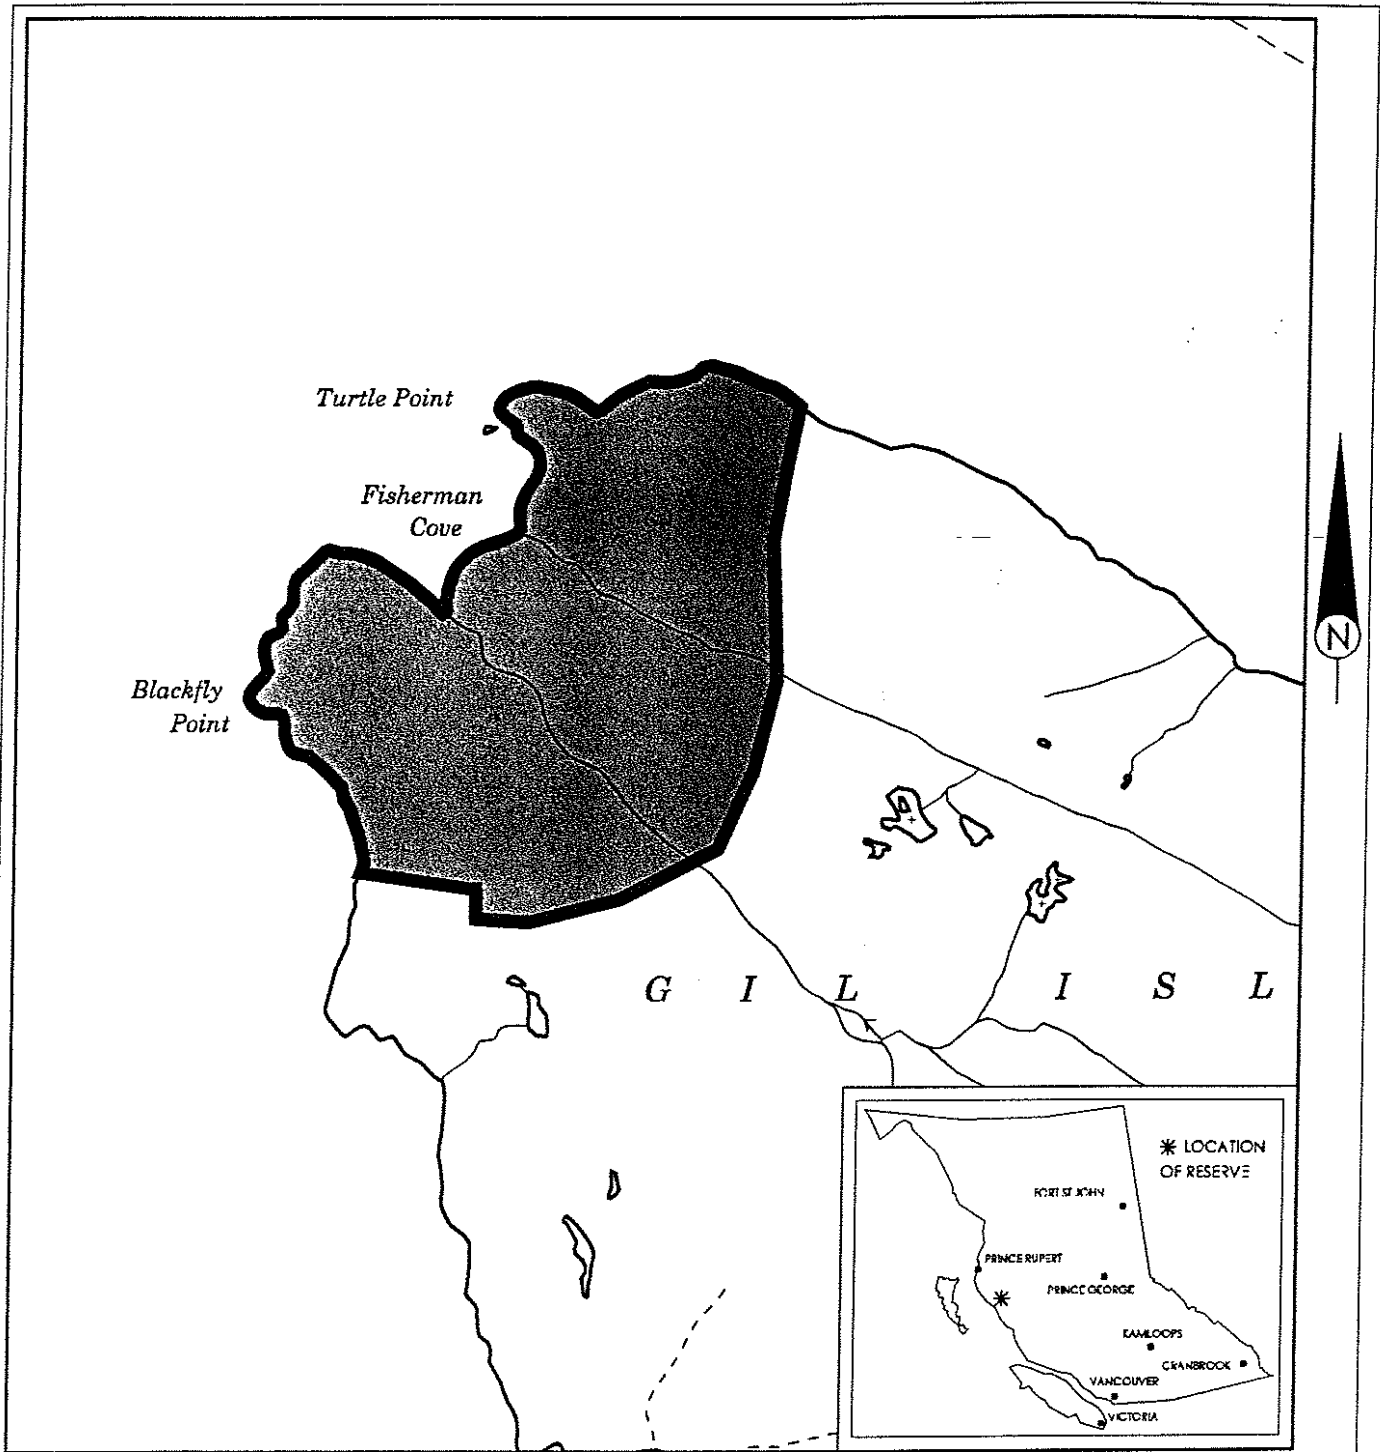 Turtle Point
Fisherman
Cove
Blackfly
Point
N
G I L I S L
* LOCATION
OF RESERVE
FORT ST JOHN
PRINCE RUPERT
PRINCE GEORGE
KAMLOOPS
CRANBROOK
VANCOUVER
VICTORIA